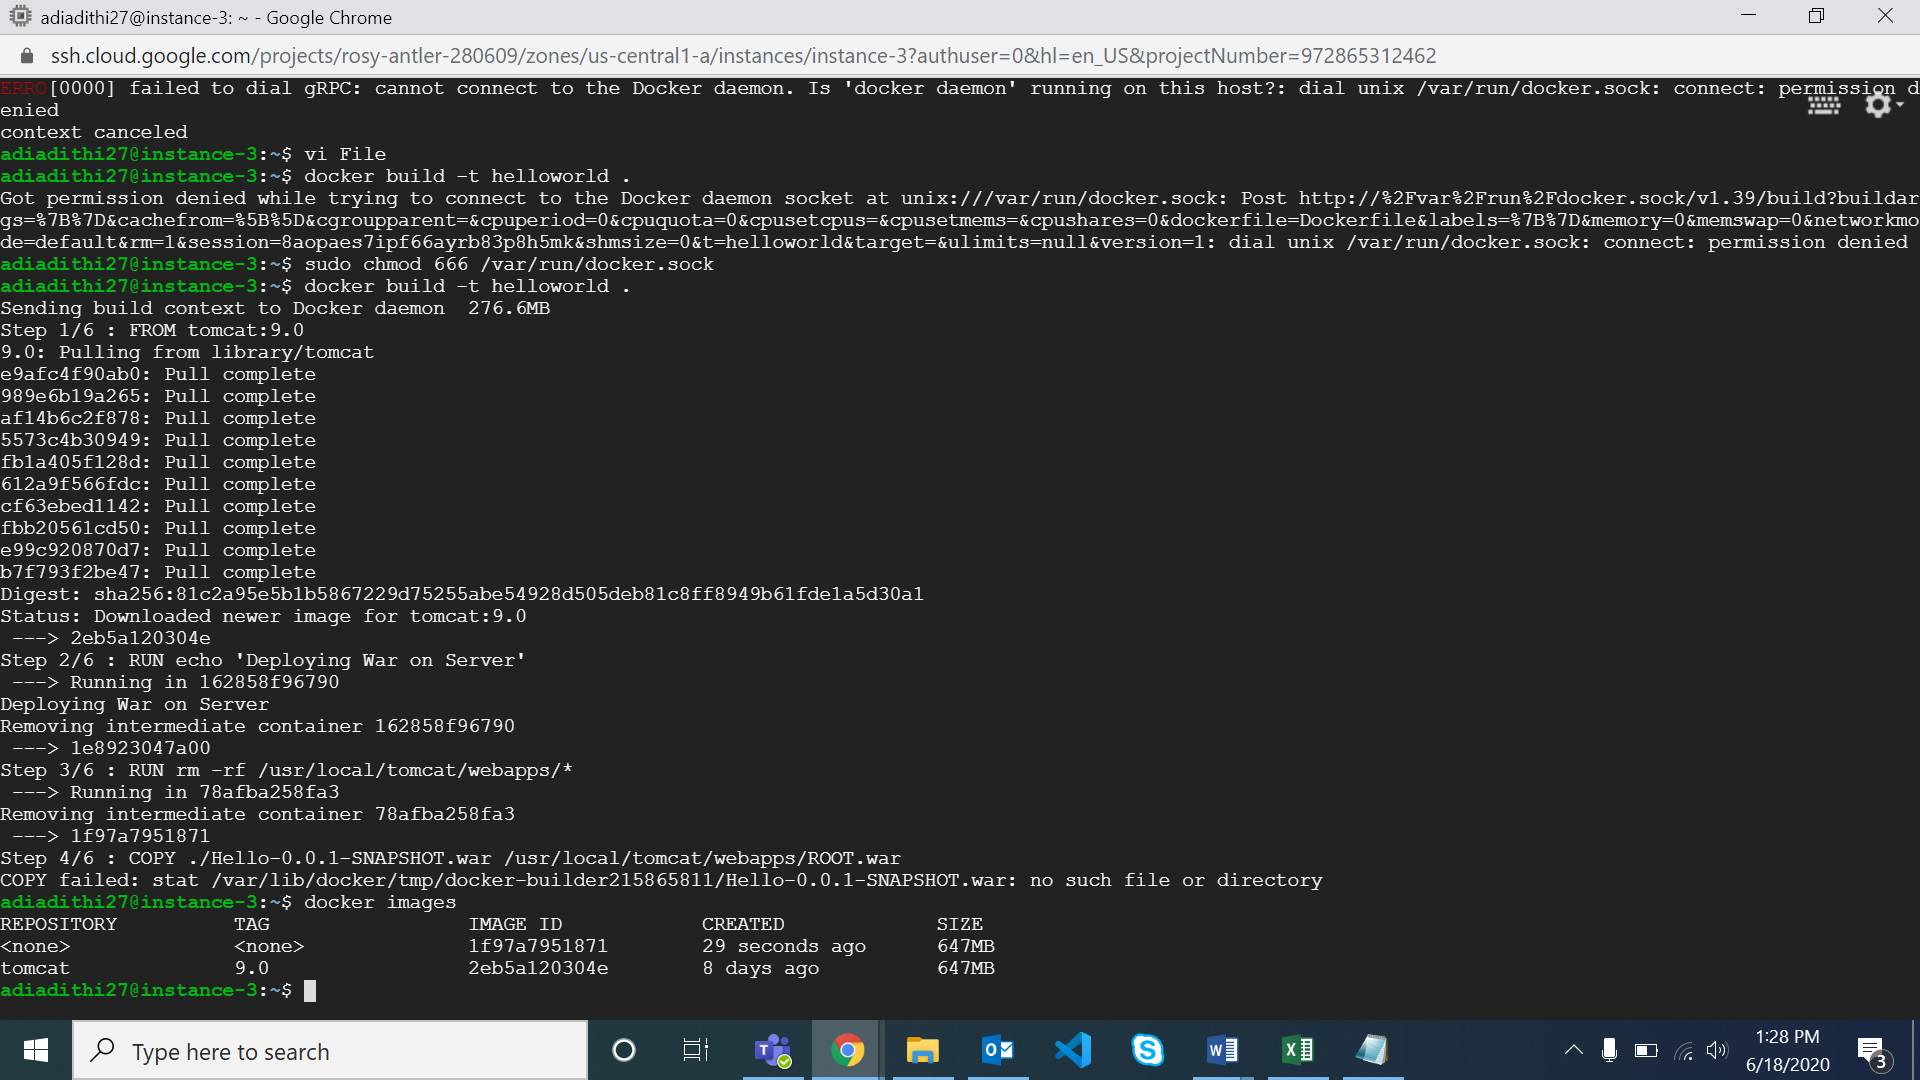 adiadithi27@instance-3: ~ - Google Chrome
ssh.cloud.google.com/projects/rosy-antler-280609/zones/us-central1-a/instances/instance-3?authuser=0&hl=en_US&projectNumber=972865312462
ERRO[0000] failed to dial gRPC: cannot connect to the Docker daemon. Is 'docker daemon' running on this host?: dial unix /var/run/docker.sock: connect: permission d
enied
context canceled
adiadithi27@instance-3:~$ vi File
adiadithi27@instance-3:~$ docker build -t helloworld .
Got permission denied while trying to connect to the Docker daemon socket at unix:///var/run/docker.sock: Post http://%2Fvar%2Frun%2Fdocker.sock/v1.39/build?buildar
gs=%7B%7D&cachefrom=%5B%5D&cgroupparent=&cpuperiod=0&cpuquota=0&cpusetcpus=&cpusetmems=&cpushares=0&dockerfile=Dockerfile&labels=%7B%7D&memory=0&memswap=0&networkmo
de=default&rm=1&session=8aopaes7ipf66ayrb83p8h5mk&shmsize=0&t=helloworld&target=&ulimits=null&version=1: dial unix /var/run/docker.sock: connect: permission denied
adiadithi27@instance-3:~$ sudo chmod 666 /var/run/docker.sock
adiadithi27@instance-3:~$ docker build -t helloworld .
Sending build context to Docker daemon  276.6MB
Step 1/6 : FROM tomcat:9.0
9.0: Pulling from library/tomcat
e9afc4f90ab0: Pull complete
989e6b19a265: Pull complete
af14b6c2f878: Pull complete
5573c4b30949: Pull complete
fb1a405f128d: Pull complete
612a9f566fdc: Pull complete
cf63ebed1142: Pull complete
fbb20561cd50: Pull complete
e99c920870d7: Pull complete
b7f793f2be47: Pull complete
Digest: sha256:81c2a95e5b1b5867229d75255abe54928d505deb81c8ff8949b61fde1a5d30a1
Status: Downloaded newer image for tomcat:9.0
 ---> 2eb5a120304e
Step 2/6 : RUN echo 'Deploying War on Server'
 ---> Running in 162858f96790
Deploying War on Server
Removing intermediate container 162858f96790
 ---> 1e8923047a00
Step 3/6 : RUN rm -rf /usr/local/tomcat/webapps/*
 ---> Running in 78afba258fa3
Removing intermediate container 78afba258fa3
 ---> 1f97a7951871
Step 4/6 : COPY ./Hello-0.0.1-SNAPSHOT.war /usr/local/tomcat/webapps/ROOT.war
COPY failed: stat /var/lib/docker/tmp/docker-builder215865811/Hello-0.0.1-SNAPSHOT.war: no such file or directory
adiadithi27@instance-3:~$ docker images
REPOSITORY          TAG                 IMAGE ID            CREATED             SIZE
<none>              <none>              1f97a7951871        29 seconds ago      647MB
tomcat              9.0                 2eb5a120304e        8 days ago          647MB
adiadithi27@instance-3:~$
Type here to search
1:28 PM
6/18/2020
3